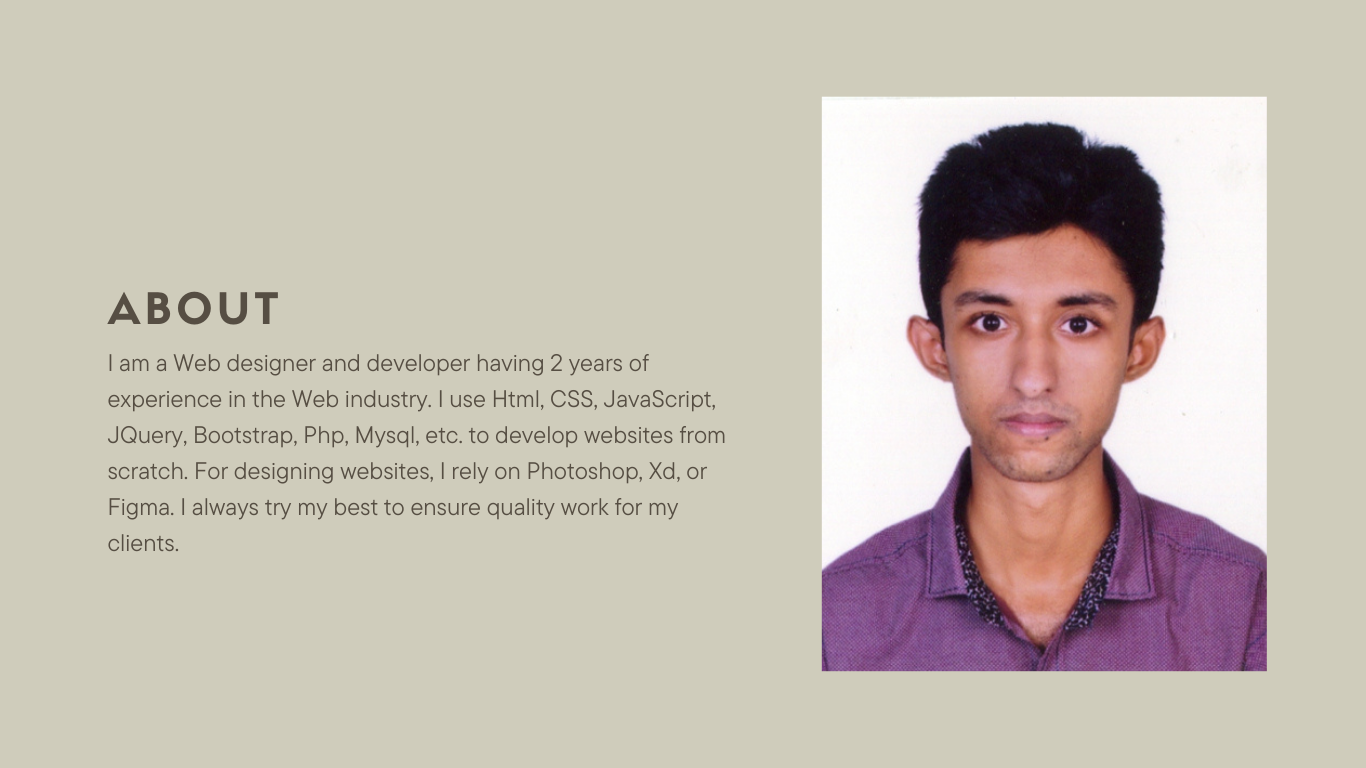 ABOUT
I am a Web designer and developer having 2 years of
experience in the Web industry. I use Html, CSS, JavaScript,
JQuery, Bootstrap, Php, Mysql, etc. to develop websites from
scratch. For designing websites, I rely on Photoshop, Xd, or
Figma. I always try my best to ensure quality work for my
clients.